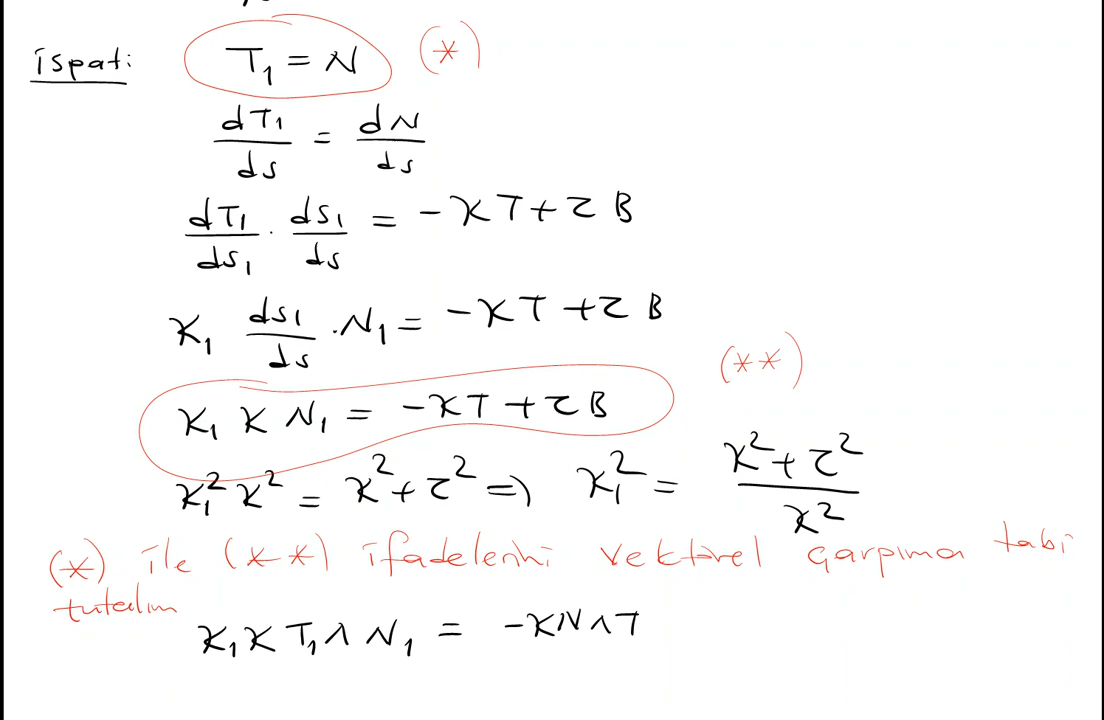 ispatı: T₁ = N (*)
dT₁/ds = dN/ds
dT₁/ds₁ · ds₁/ds = -κT + τB
κ₁ ds₁/ds · N₁ = -κT + τB
κ₁ κ N₁ = -κT + τB (**)
κ₁² κ² = κ² + τ² ⇒ κ₁² = (κ² + τ²)/κ²
(*) ile (**) ifadelerini vektörel çarpıma tabi
tutalım
κ₁ κ T₁ ∧ N₁ = -κ N ∧ T